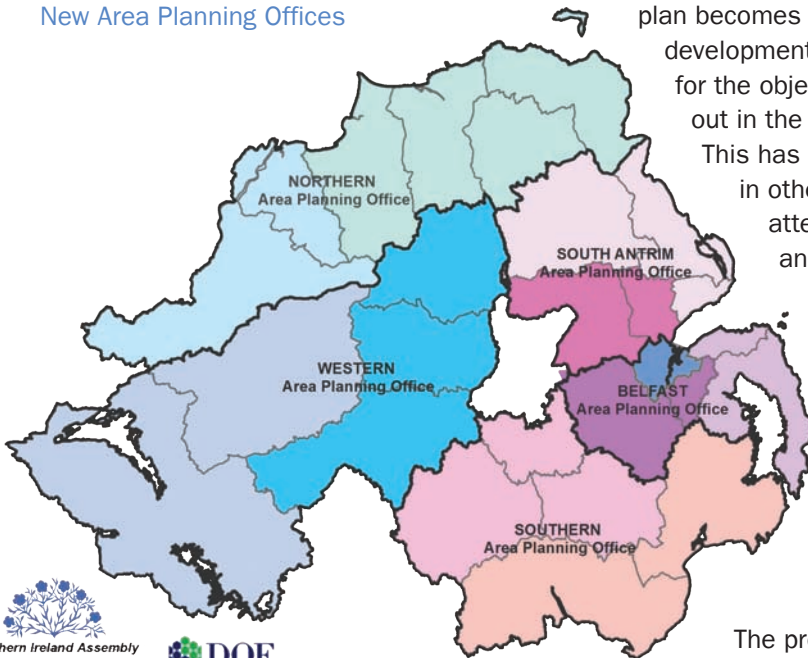 New Area Planning Offices
plan becomes
development
for the obje
out in the
This has
in othe
atte
an
NORTHERN
Area Planning Office
SOUTH ANTRIM
Area Planning Office
WESTERN
Area Planning Office
BELFAST
Area Planning Office
SOUTHERN
Area Planning Office
hern Ireland Assembly
DOE
The pro